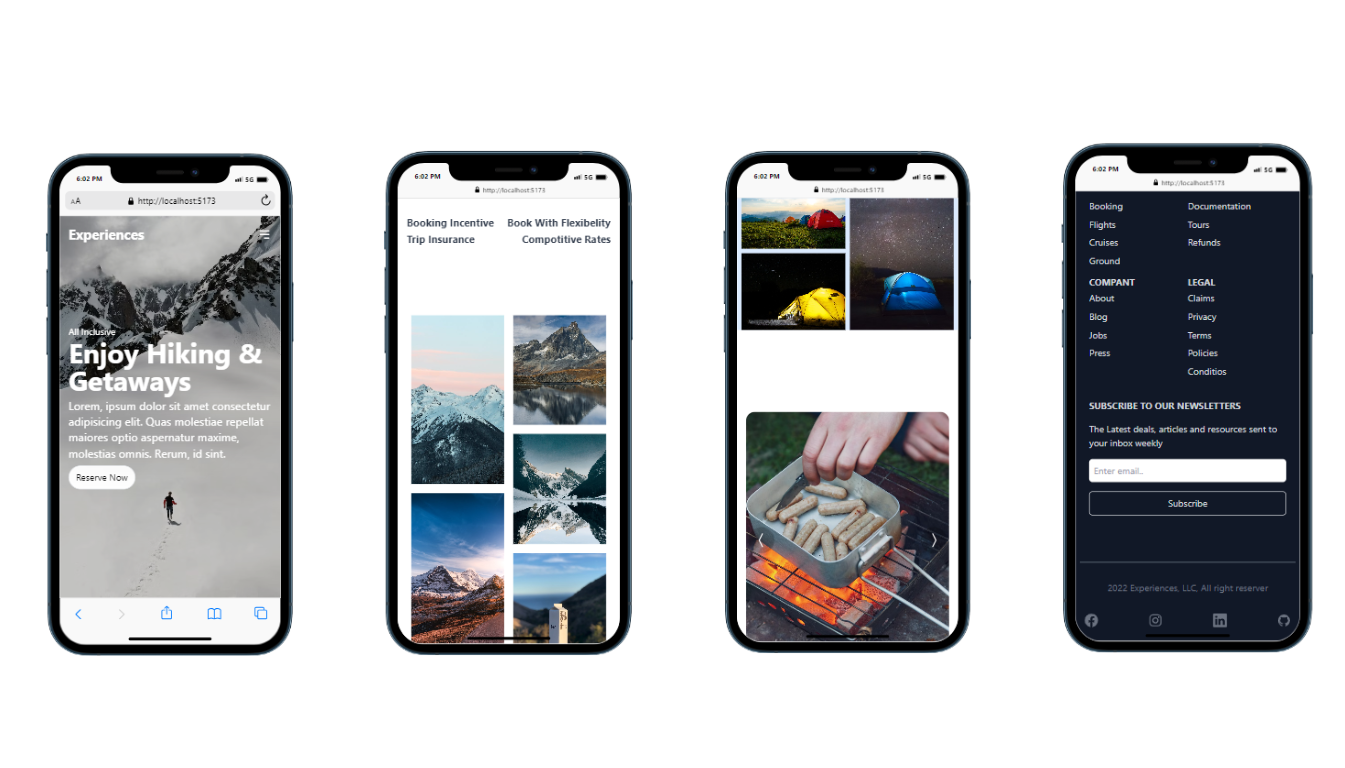 6:02 PM
5G
AA
http://localhost:5173
Experiences
All Inclusive
Enjoy Hiking &
Getaways
Lorem, ipsum dolor sit amet consectetur
adipisicing elit. Quas molestiae repellat
maiores optio aspernatur maxime,
molestias omnis. Rerum, id sint.
Reserve Now
6:02 PM
5G
http://localhost:5173
Booking Incentive
Book With Flexibelity
Trip Insurance
Compotitive Rates
6:02 PM
5G
http://localhost:5173
6:02 PM
5G
http://localhost:5173
Booking
Documentation
Flights
Tours
Cruises
Refunds
Ground
COMPANT
LEGAL
About
Claims
Blog
Privacy
Jobs
Terms
Press
Policies
Conditios
SUBSCRIBE TO OUR NEWSLETTERS
The Latest deals, articles and resources sent to
your inbox weekly
Enter email..
Subscribe
2022 Experiences, LLC, All right reserver